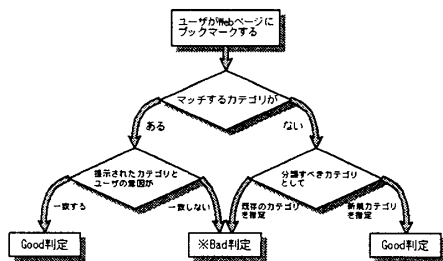 ユーザがWebページに
ブックマークする
マッチするカテゴリが
ある
ない
提示されたカテゴリと
ユーザの意図が
分類すべきカテゴリ
として
一致する
一致しない
既存のカテゴリ
を指定
新規カテゴリ
を指定
Good判定
※Bad判定
Good判定